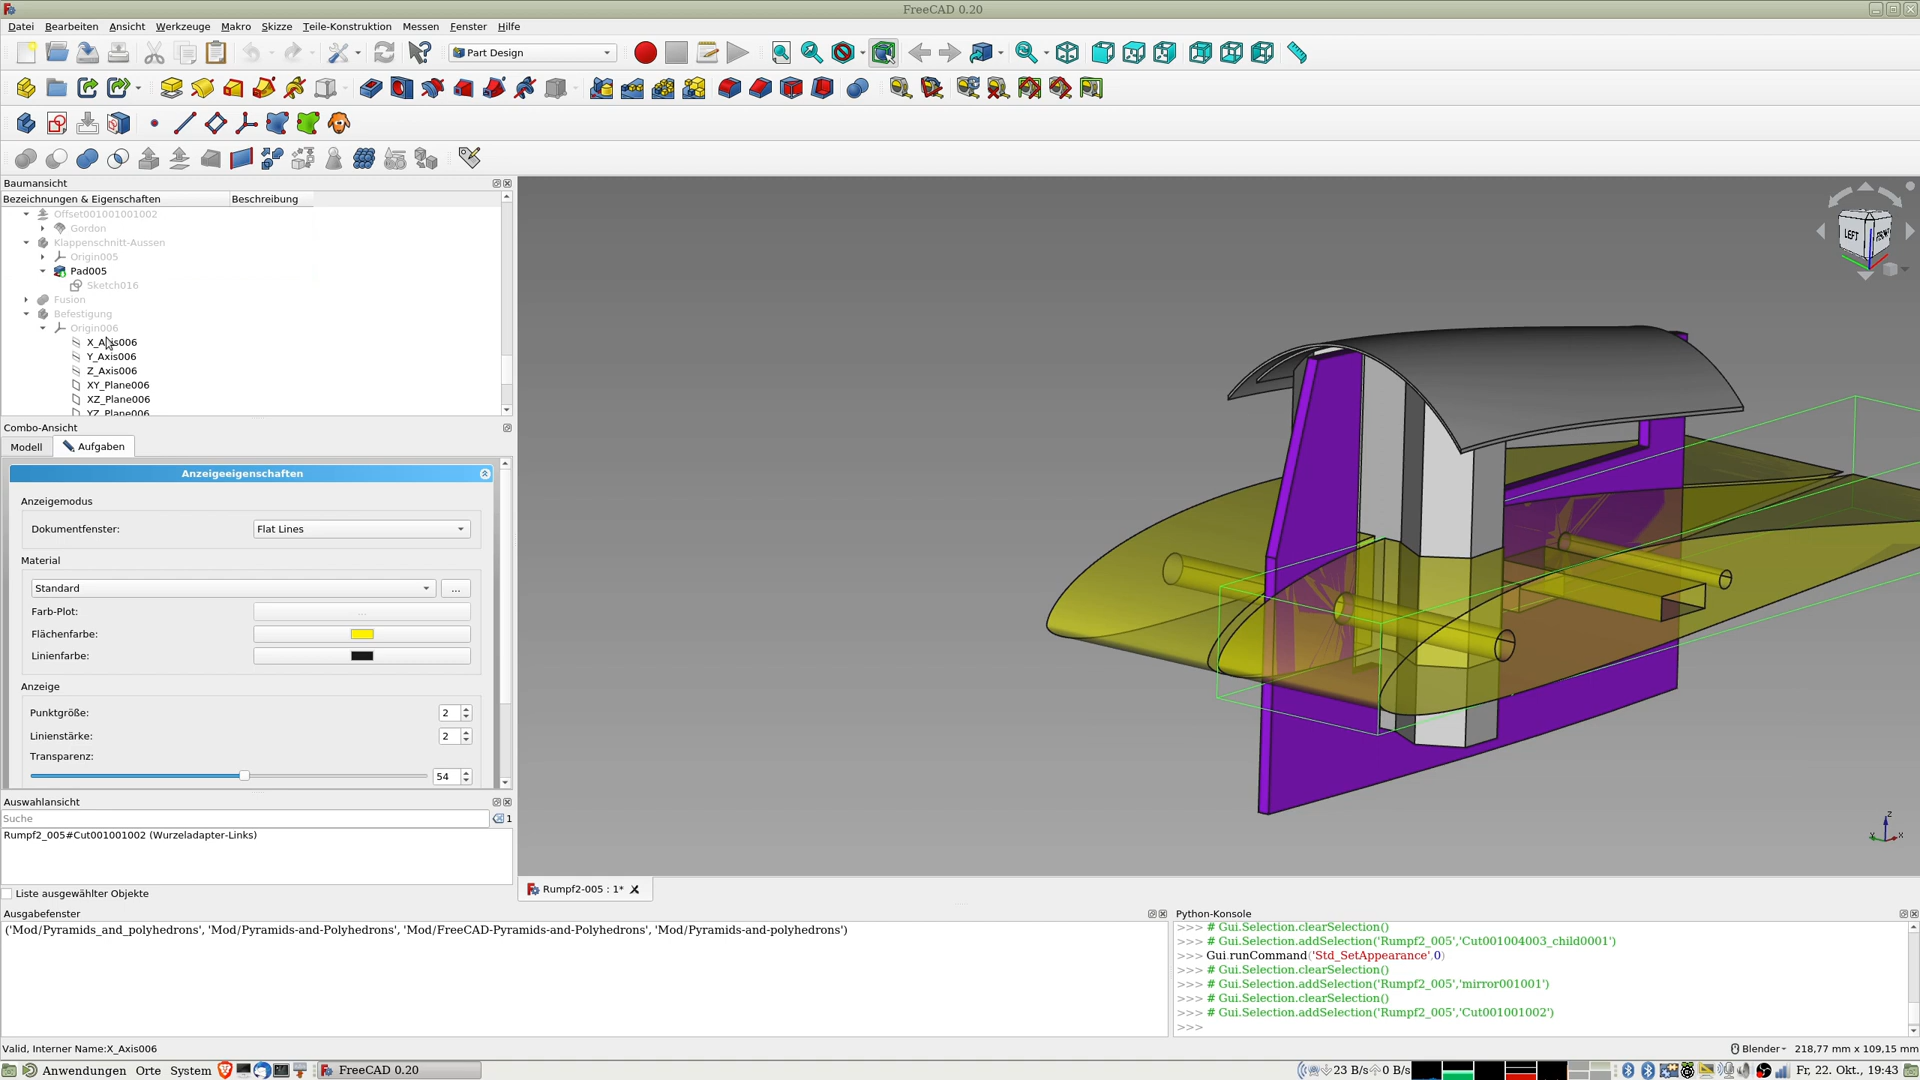 FreeCAD 0.20
Datei Bearbeiten Ansicht Werkzeuge Makro Skizze Teile-Konstruktion Messen Fenster Hilfe
Part Design
Baumansicht
Bezeichnungen & Eigenschaften Beschreibung
Offset001001001002
Gordon
Klappenschnitt-Aussen
Origin005
Pad005
Sketch016
Fusion
Befestigung
Origin006
X_Axis006
Y_Axis006
Z_Axis006
XY_Plane006
XZ_Plane006
YZ_Plane006
Combo-Ansicht
Modell Aufgaben
Anzeigeeigenschaften
Anzeigemodus
Dokumentfenster: Flat Lines
Material
Standard ...
Farb-Plot: ...
Flächenfarbe:
Linienfarbe:
Anzeige
Punktgröße: 2
Linienstärke: 2
Transparenz:
54
Auswahlansicht
Suche 1
Rumpf2_005#Cut001001002 (Wurzeladapter-Links)
Liste ausgewählter Objekte
LEFT FRONT
Z
Y X
Rumpf2-005 : 1*
Ausgabefenster
('Mod/Pyramids_and_polyhedrons', 'Mod/Pyramids-and-Polyhedrons', 'Mod/FreeCAD-Pyramids-and-Polyhedrons', 'Mod/Pyramids-and-polyhedrons')
Python-Konsole
>>> # Gui.Selection.clearSelection()
>>> # Gui.Selection.addSelection('Rumpf2_005','Cut001004003_child0001')
>>> Gui.runCommand('Std_SetAppearance',0)
>>> # Gui.Selection.clearSelection()
>>> # Gui.Selection.addSelection('Rumpf2_005','mirror001001')
>>> # Gui.Selection.clearSelection()
>>> # Gui.Selection.addSelection('Rumpf2_005','Cut001001002')
>>>
Valid, Interner Name:X_Axis006
Blender 218,77 mm x 109,15 mm
Anwendungen Orte System FreeCAD 0.20 23 B/s 0 B/s Fr, 22. Okt., 19:43